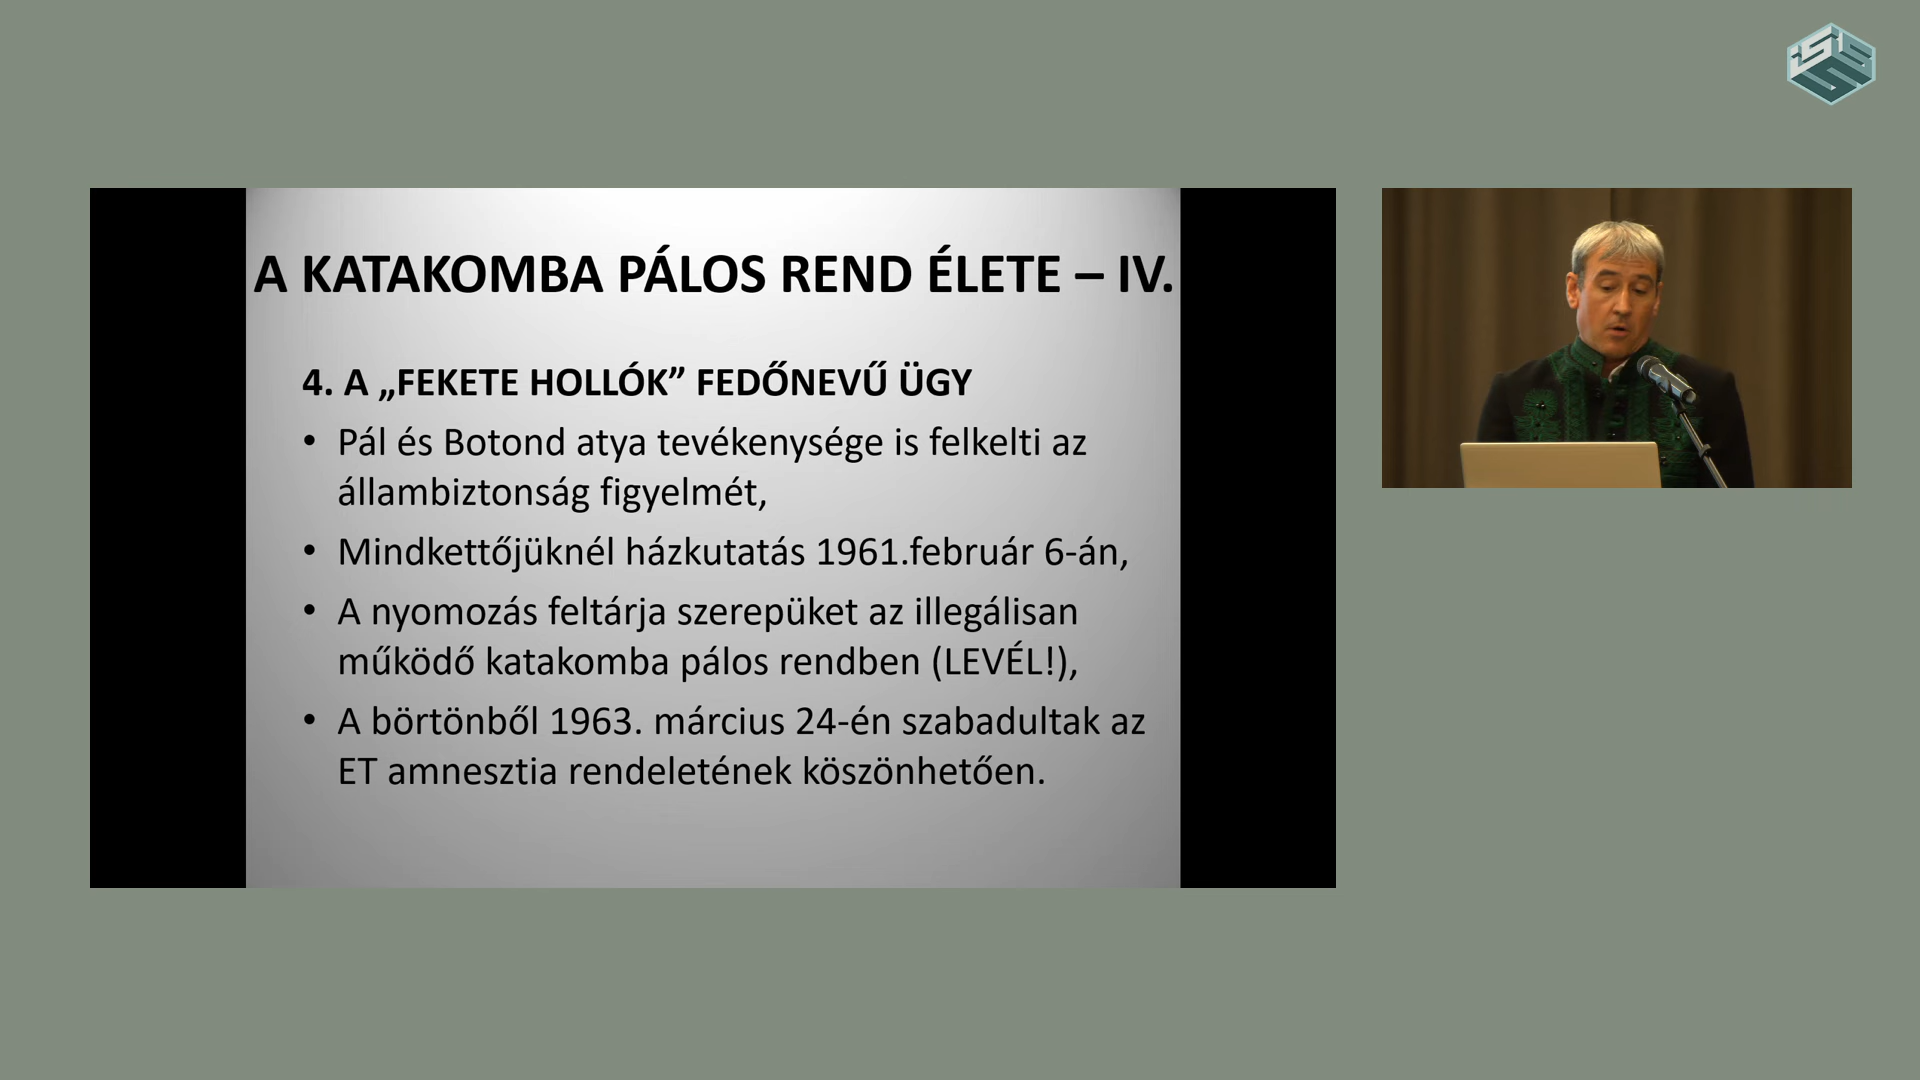 A KATAKOMBA PÁLOS REND ÉLETE – IV.
4. A „FEKETE HOLLÓK” FEDŐNEVŰ ÜGY
• Pál és Botond atya tevékenysége is felkelti az
állambiztonság figyelmét,
• Mindkettőjüknél házkutatás 1961.február 6-án,
• A nyomozás feltárja szerepüket az illegálisan
működő katakomba pálos rendben (LEVÉL!),
• A börtönből 1963. március 24-én szabadultak az
ET amnesztia rendeletének köszönhetően.